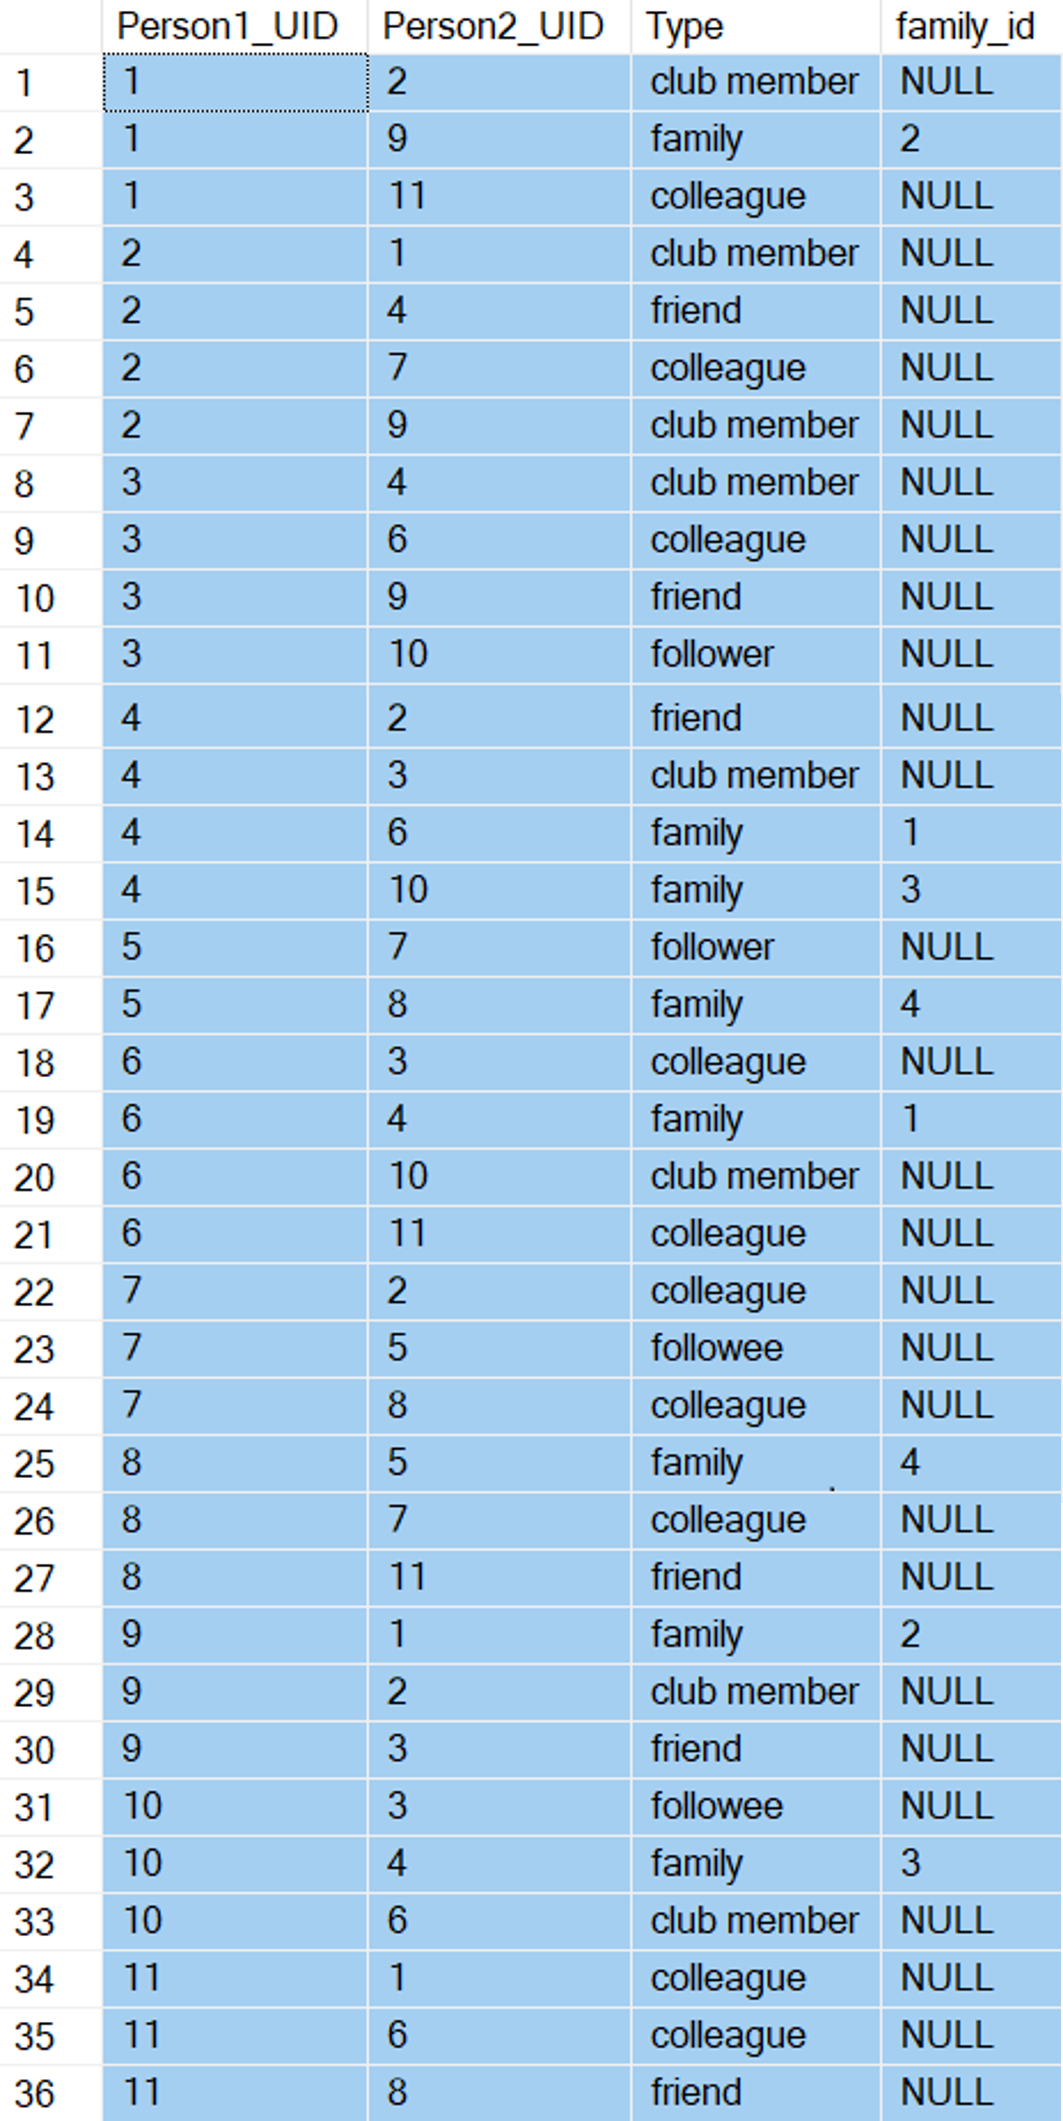 Person1_UID Person2_UID Type family_id
1 1 2 club member NULL
2 1 9 family 2
3 1 11 colleague NULL
4 2 1 club member NULL
5 2 4 friend NULL
6 2 7 colleague NULL
7 2 9 club member NULL
8 3 4 club member NULL
9 3 6 colleague NULL
10 3 9 friend NULL
11 3 10 follower NULL
12 4 2 friend NULL
13 4 3 club member NULL
14 4 6 family 1
15 4 10 family 3
16 5 7 follower NULL
17 5 8 family 4
18 6 3 colleague NULL
19 6 4 family 1
20 6 10 club member NULL
21 6 11 colleague NULL
22 7 2 colleague NULL
23 7 5 followee NULL
24 7 8 colleague NULL
25 8 5 family 4
26 8 7 colleague NULL
27 8 11 friend NULL
28 9 1 family 2
29 9 2 club member NULL
30 9 3 friend NULL
31 10 3 followee NULL
32 10 4 family 3
33 10 6 club member NULL
34 11 1 colleague NULL
35 11 6 colleague NULL
36 11 8 friend NULL